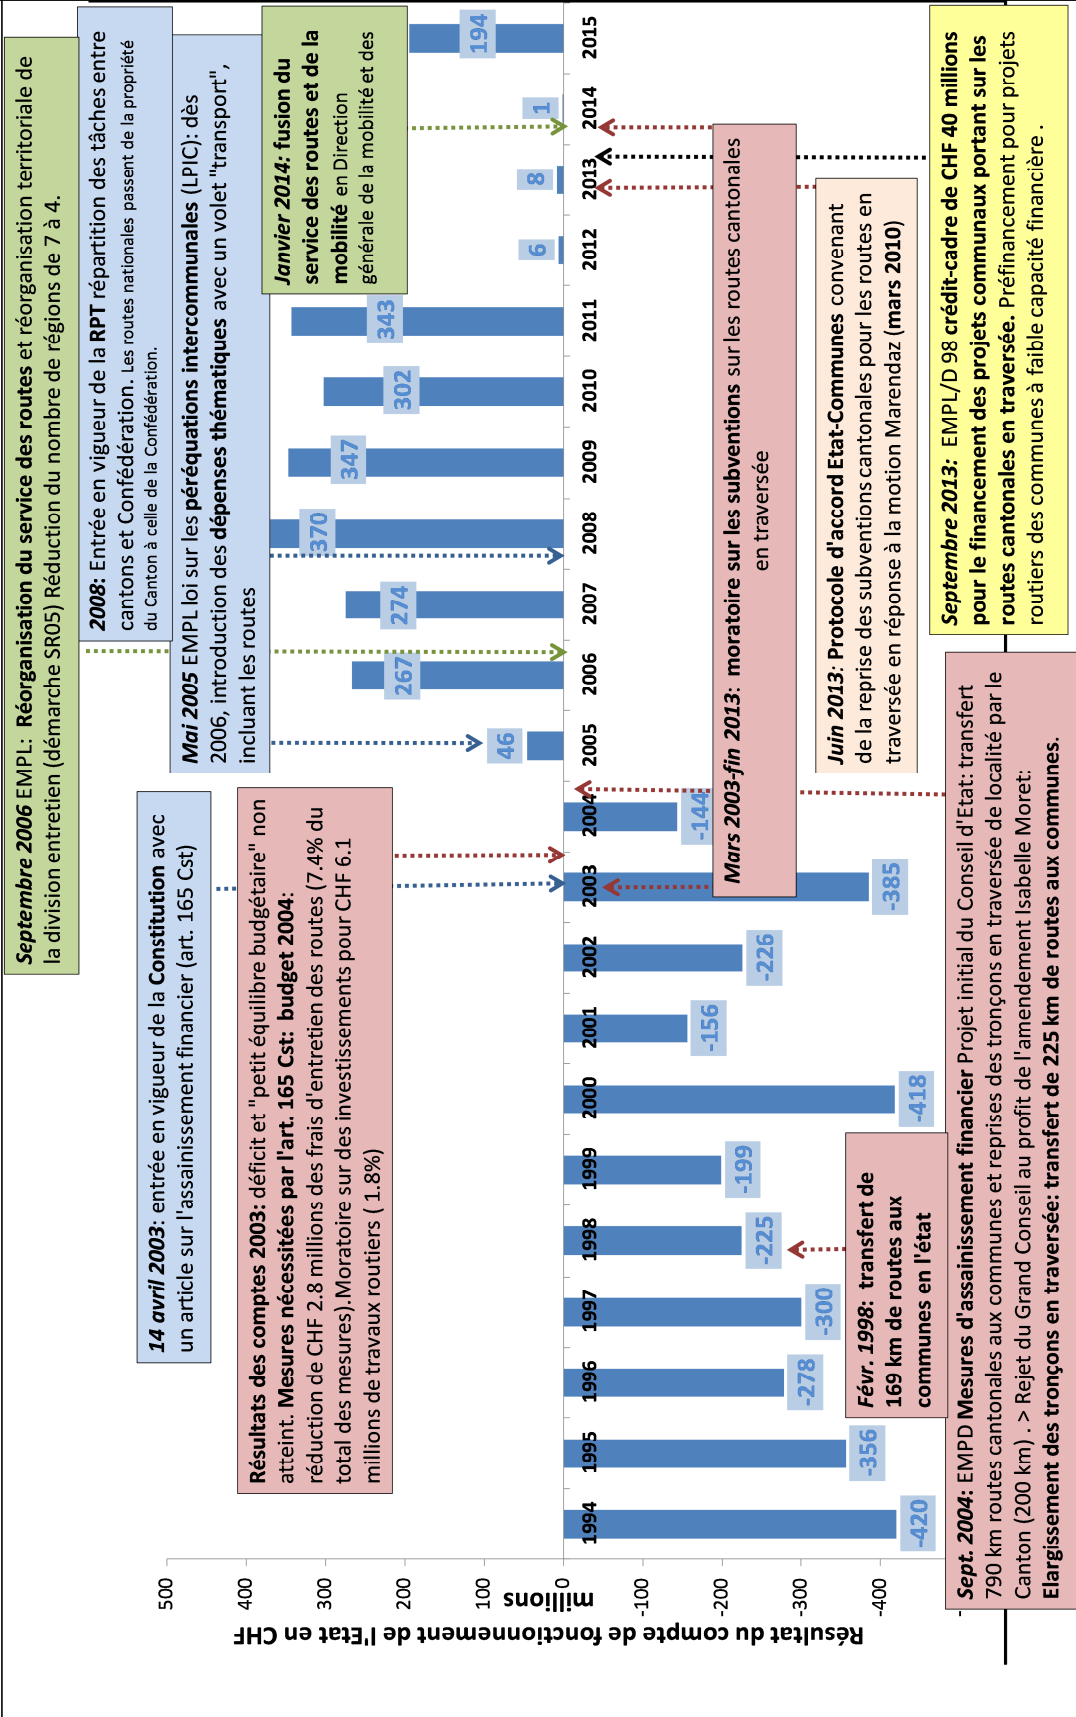 Septembre 2006 EMPL: Réorganisation du service des routes et réorganisation territoriale de
la division entretien (démarche SR05) Réduction du nombre de régions de 7 à 4.
2008: Entrée en vigueur de la RPT répartition des tâches entre
cantons et Confédération. Les routes nationales passent de la propriété
du Canton à celle de la Confédération.
14 avril 2003: entrée en vigueur de la Constitution avec
un article sur l'assainissement financier (art. 165 Cst)
Mai 2005 EMPL loi sur les péréquations intercommunales (LPIC): dès
2006, introduction des dépenses thématiques avec un volet "transport",
incluant les routes
Résultats des comptes 2003: déficit et "petit équilibre budgétaire" non
atteint. Mesures nécessitées par l'art. 165 Cst: budget 2004:
réduction de CHF 2.8 millions des frais d'entretien des routes (7.4% du
total des mesures).Moratoire sur des investissements pour CHF 6.1
millions de travaux routiers ( 1.8%)
Janvier 2014: fusion du
service des routes et de la
mobilité en Direction
générale de la mobilité et des
Résultat du compte de fonctionnement de l'Etat en CHF
millions
500
400
300
200
100
0
-100
-200
-300
-400
-
-420
-356
-278
-300
-225
-199
-418
-156
-226
-385
-144
46
267
274
370
347
302
343
6
8
1
194
1994
1995
1996
1997
1998
1999
2000
2001
2002
2003
2004
2005
2006
2007
2008
2009
2010
2011
2012
2013
2014
2015
Mars 2003-fin 2013: moratoire sur les subventions sur les routes cantonales
en traversée
Juin 2013: Protocole d'accord Etat-Communes convenant
de la reprise des subventions cantonales pour les routes en
traversée en réponse à la motion Marendaz (mars 2010)
Févr. 1998: transfert de
169 km de routes aux
communes en l'état
Septembre 2013: EMPL/D 98 crédit-cadre de CHF 40 millions
pour le financement des projets communaux portant sur les
routes cantonales en traversée. Préfinancement pour projets
routiers des communes à faible capacité financière .
Sept. 2004: EMPD Mesures d'assainissement financier Projet initial du Conseil d'Etat: transfert
790 km routes cantonales aux communes et reprises des tronçons en traversée de localité par le
Canton (200 km) . > Rejet du Grand Conseil au profit de l'amendement Isabelle Moret:
Elargissement des tronçons en traversée: transfert de 225 km de routes aux communes.